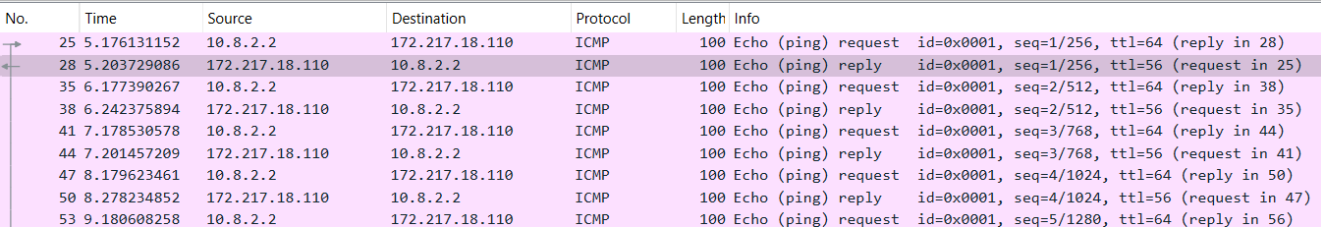 No. Time Source Destination Protocol Length Info
25 5.176131152 10.8.2.2 172.217.18.110 ICMP 100 Echo (ping) request id=0x0001, seq=1/256, ttl=64 (reply in 28)
28 5.203729086 172.217.18.110 10.8.2.2 ICMP 100 Echo (ping) reply id=0x0001, seq=1/256, ttl=56 (request in 25)
35 6.177390267 10.8.2.2 172.217.18.110 ICMP 100 Echo (ping) request id=0x0001, seq=2/512, ttl=64 (reply in 38)
38 6.242375894 172.217.18.110 10.8.2.2 ICMP 100 Echo (ping) reply id=0x0001, seq=2/512, ttl=56 (request in 35)
41 7.178530578 10.8.2.2 172.217.18.110 ICMP 100 Echo (ping) request id=0x0001, seq=3/768, ttl=64 (reply in 44)
44 7.201457209 172.217.18.110 10.8.2.2 ICMP 100 Echo (ping) reply id=0x0001, seq=3/768, ttl=56 (request in 41)
47 8.179623461 10.8.2.2 172.217.18.110 ICMP 100 Echo (ping) request id=0x0001, seq=4/1024, ttl=64 (reply in 50)
50 8.278234852 172.217.18.110 10.8.2.2 ICMP 100 Echo (ping) reply id=0x0001, seq=4/1024, ttl=56 (request in 47)
53 9.180608258 10.8.2.2 172.217.18.110 ICMP 100 Echo (ping) request id=0x0001, seq=5/1280, ttl=64 (reply in 56)